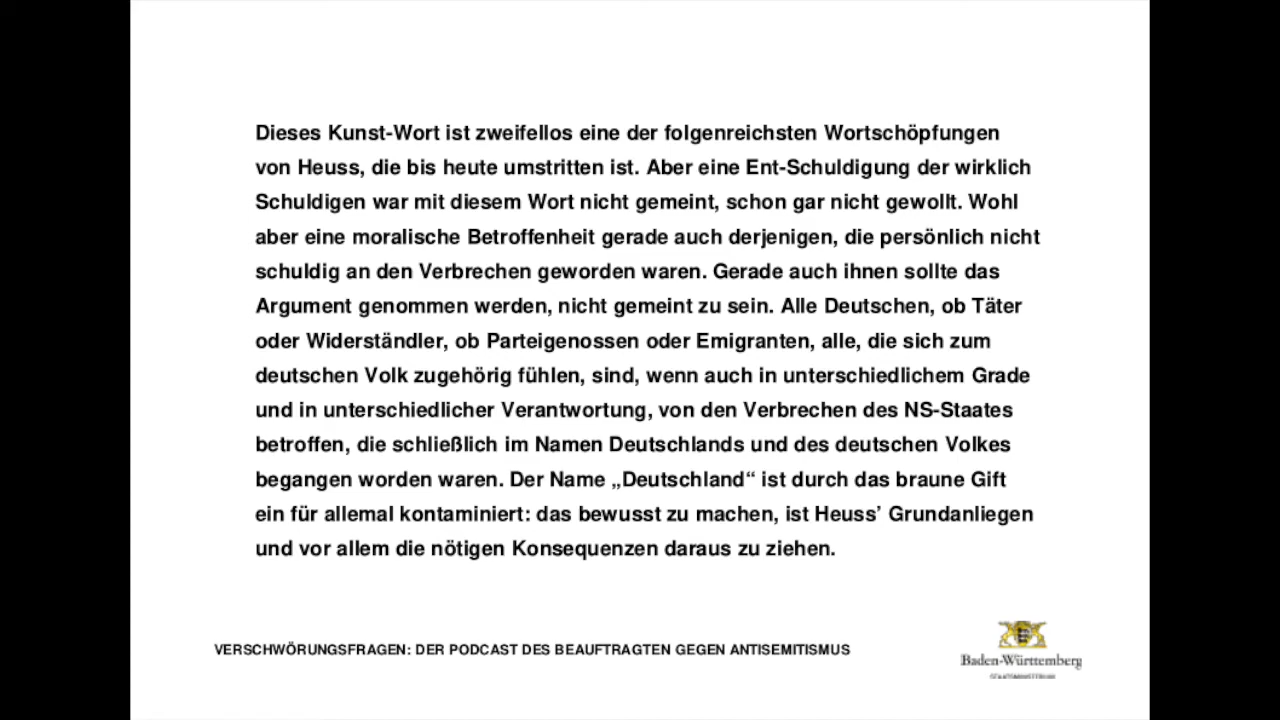 Dieses Kunst-Wort ist zweifellos eine der folgenreichsten Wortschöpfungen
von Heuss, die bis heute umstritten ist. Aber eine Ent-Schuldigung der wirklich
Schuldigen war mit diesem Wort nicht gemeint, schon gar nicht gewollt. Wohl
aber eine moralische Betroffenheit gerade auch derjenigen, die persönlich nicht
schuldig an den Verbrechen geworden waren. Gerade auch ihnen sollte das
Argument genommen werden, nicht gemeint zu sein. Alle Deutschen, ob Täter
oder Widerständler, ob Parteigenossen oder Emigranten, alle, die sich zum
deutschen Volk zugehörig fühlen, sind, wenn auch in unterschiedlichem Grade
und in unterschiedlicher Verantwortung, von den Verbrechen des NS-Staates
betroffen, die schließlich im Namen Deutschlands und des deutschen Volkes
begangen worden waren. Der Name „Deutschland“ ist durch das braune Gift
ein für allemal kontaminiert: das bewusst zu machen, ist Heuss’ Grundanliegen
und vor allem die nötigen Konsequenzen daraus zu ziehen.
VERSCHWÖRUNGSFRAGEN: DER PODCAST DES BEAUFTRAGTEN GEGEN ANTISEMITISMUS
Baden-Württemberg
STAATSMINISTERIUM